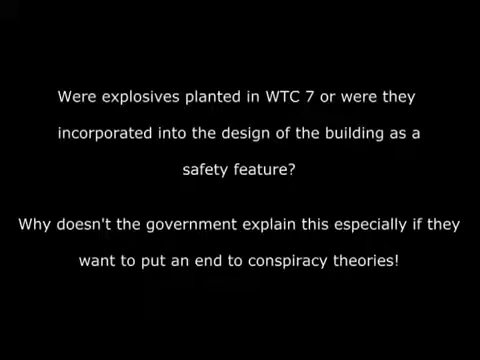 Were explosives planted in WTC 7 or were they
incorporated into the design of the building as a
safety feature?
Why doesn't the government explain this especially if they
want to put an end to conspiracy theories!